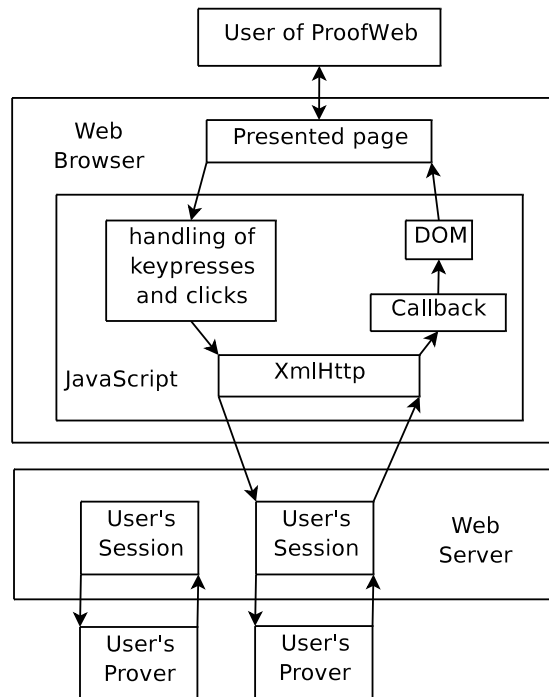 User of ProofWeb
Web
Browser
Presented page
handling of
keypresses
and clicks
DOM
Callback
JavaScript
XmlHttp
User's
Session
User's
Session
Web
Server
User's
Prover
User's
Prover